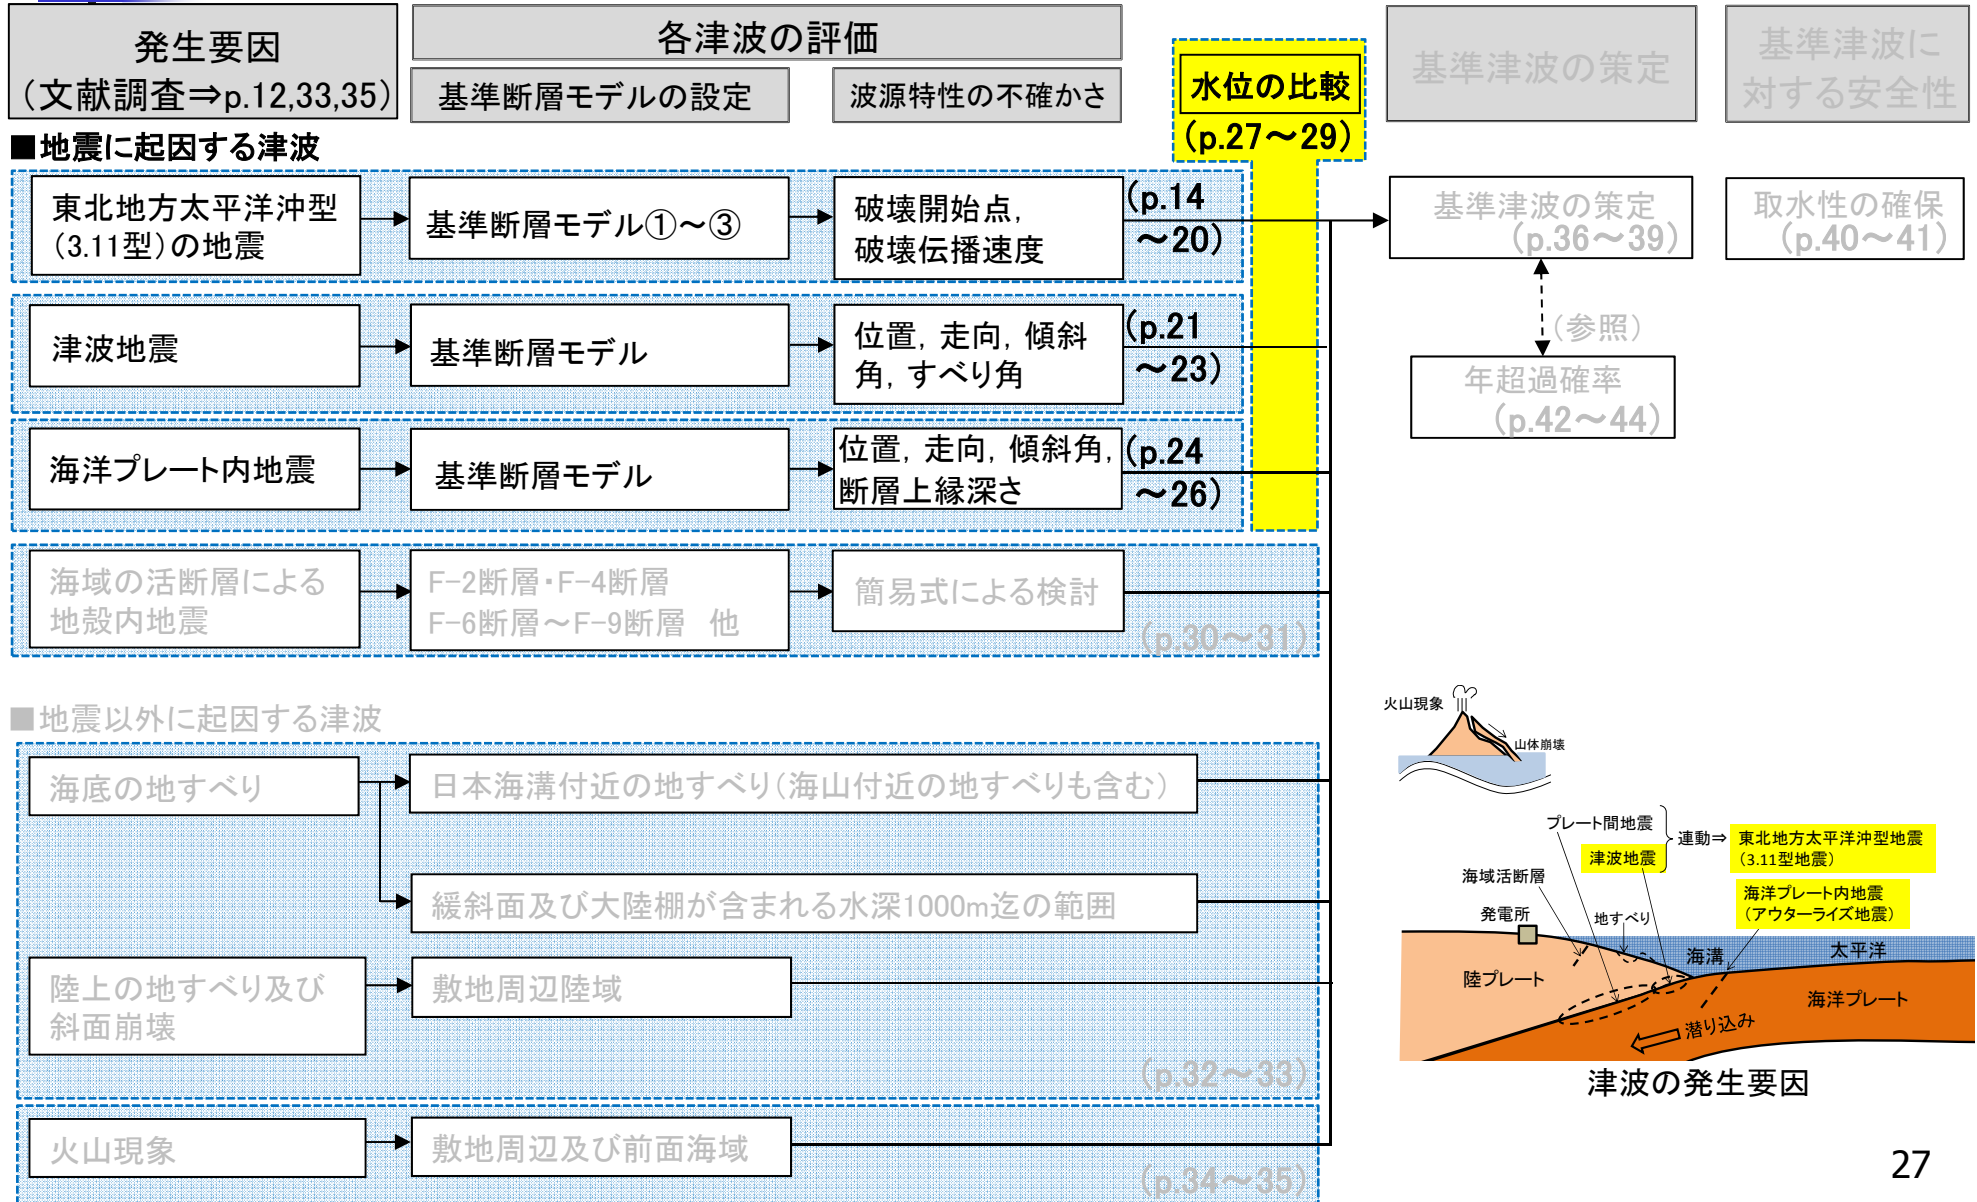 発生要因
(文献調査⇒p.12,33,35)
各津波の評価
基準断層モデルの設定
波源特性の不確かさ
水位の比較
(p.27～29)
基準津波の策定
基準津波に
対する安全性
■地震に起因する津波
東北地方太平洋沖型
(3.11型)の地震
基準断層モデル①～③
破壊開始点,
破壊伝播速度
(p.14
～20)
基準津波の策定
(p.36～39)
取水性の確保
(p.40～41)
津波地震
基準断層モデル
位置, 走向, 傾斜
角, すべり角
(p.21
～23)
(参照)
年超過確率
(p.42～44)
海洋プレート内地震
基準断層モデル
位置, 走向, 傾斜角,
断層上縁深さ
(p.24
～26)
海域の活断層による
地殻内地震
F-2断層・F-4断層
F-6断層～F-9断層 他
簡易式による検討
(p.30～31)
■地震以外に起因する津波
海底の地すべり
日本海溝付近の地すべり(海山付近の地すべりも含む)
緩斜面及び大陸棚が含まれる水深1000m迄の範囲
陸上の地すべり及び
斜面崩壊
敷地周辺陸域
(p.32～33)
火山現象
敷地周辺及び前面海域
(p.34～35)
火山現象
山体崩壊
プレート間地震
津波地震
連動⇒
東北地方太平洋沖型地震
(3.11型地震)
海域活断層
海洋プレート内地震
(アウターライズ地震)
発電所
地すべり
海溝
太平洋
陸プレート
海洋プレート
潜り込み
津波の発生要因
27